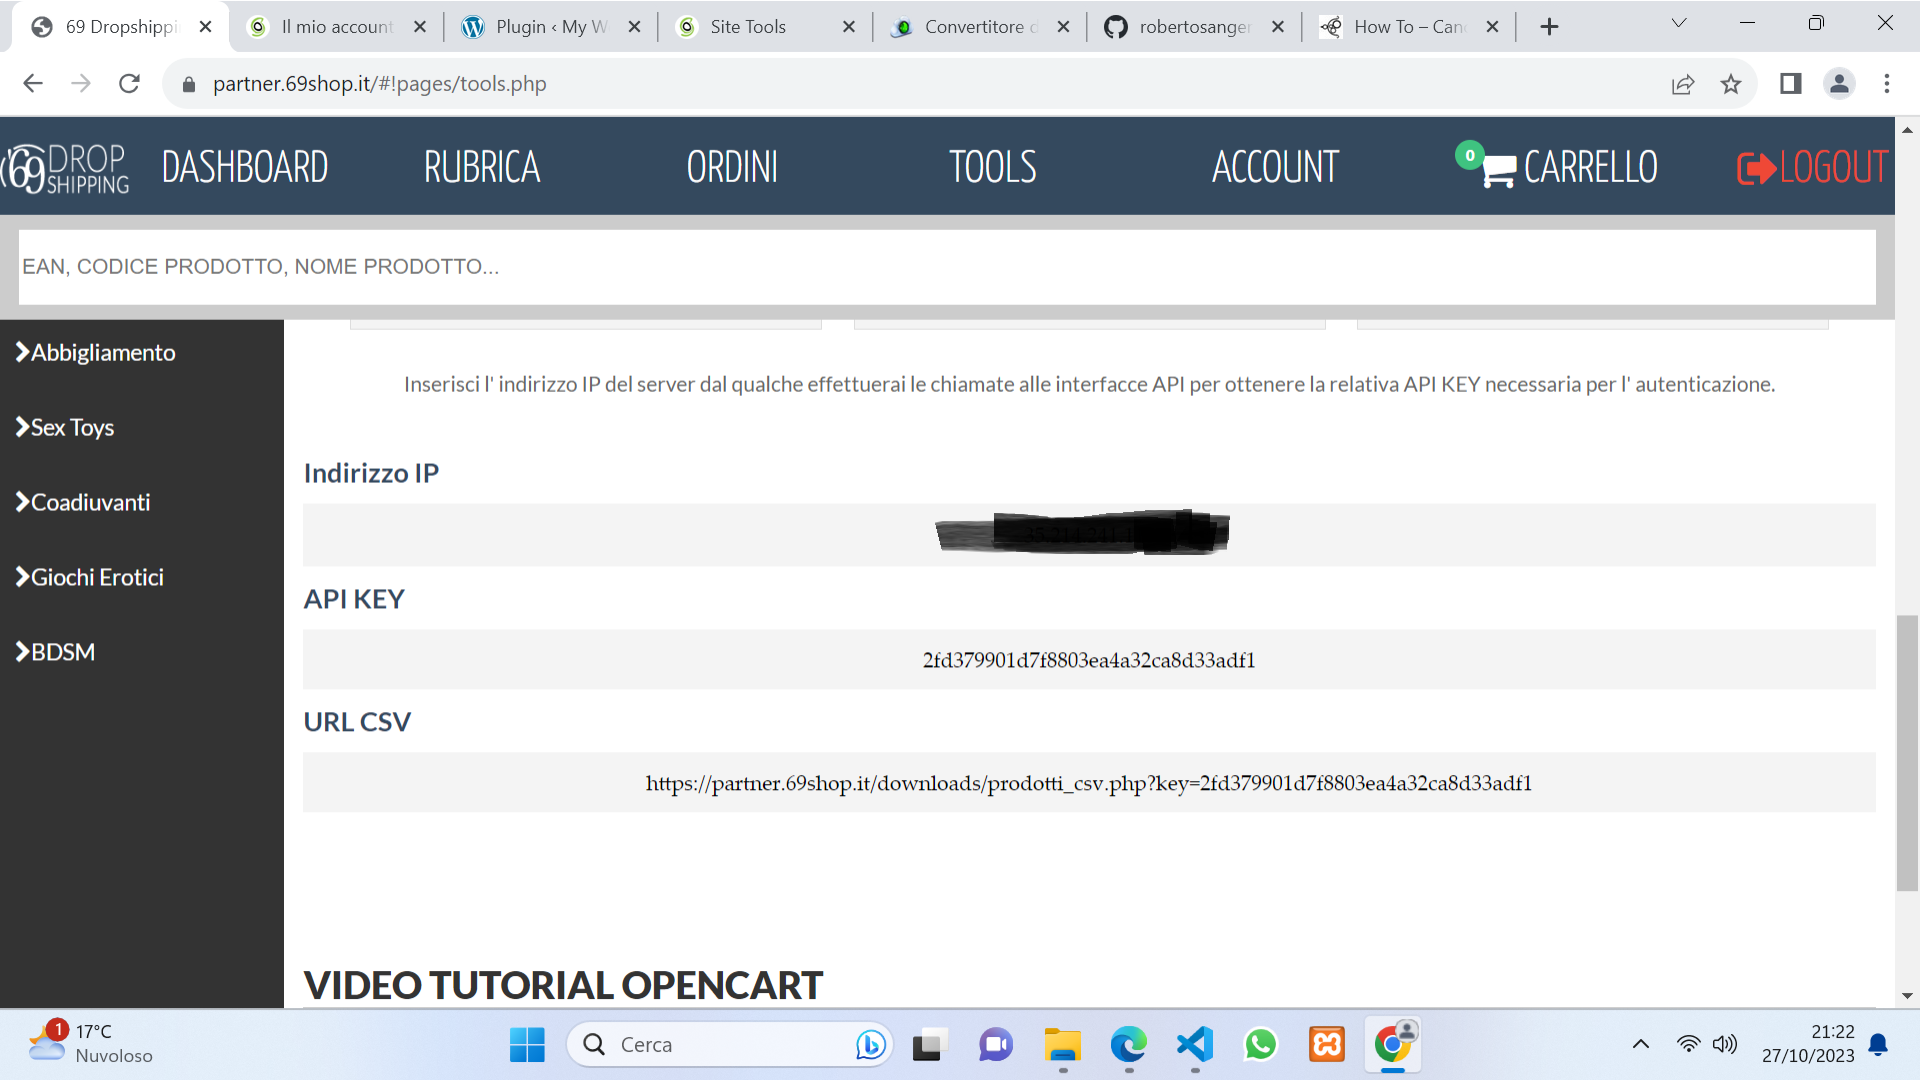 69 Dropshippi
Il mio account
Plugin ‹ My W
Site Tools
Convertitore d
robertosanger
How To – Can
partner.69shop.it/#!pages/tools.php
69 DROP SHIPPING
DASHBOARD
RUBRICA
ORDINI
TOOLS
ACCOUNT
0
CARRELLO
LOGOUT
EAN, CODICE PRODOTTO, NOME PRODOTTO...
Abbigliamento
Sex Toys
Coadiuvanti
Giochi Erotici
BDSM
Inserisci l' indirizzo IP del server dal qualche effettuerai le chiamate alle interfacce API per ottenere la relativa API KEY necessaria per l' autenticazione.
Indirizzo IP
API KEY
2fd379901d7f8803ea4a32ca8d33adf1
URL CSV
https://partner.69shop.it/downloads/prodotti_csv.php?key=2fd379901d7f8803ea4a32ca8d33adf1
VIDEO TUTORIAL OPENCART
1
17°C
Nuvoloso
Cerca
21:22
27/10/2023